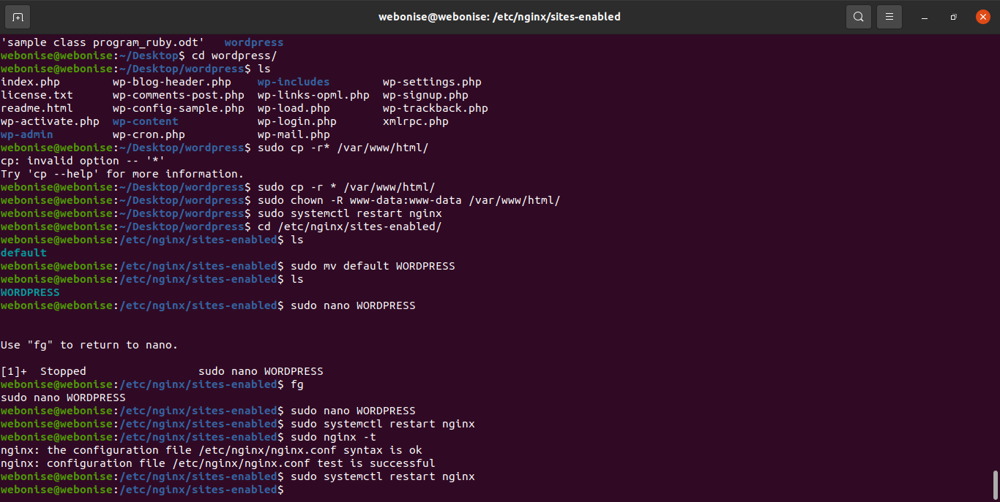 webonise@webonise: /etc/nginx/sites-enabled
'sample class program_ruby.odt'   wordpress
webonise@webonise:~/Desktop$ cd wordpress/
webonise@webonise:~/Desktop/wordpress$ ls
index.php        wp-blog-header.php    wp-includes        wp-settings.php
license.txt      wp-comments-post.php  wp-links-opml.php  wp-signup.php
readme.html      wp-config-sample.php  wp-load.php        wp-trackback.php
wp-activate.php  wp-content            wp-login.php       xmlrpc.php
wp-admin         wp-cron.php           wp-mail.php
webonise@webonise:~/Desktop/wordpress$ sudo cp -r* /var/www/html/
cp: invalid option -- '*'
Try 'cp --help' for more information.
webonise@webonise:~/Desktop/wordpress$ sudo cp -r * /var/www/html/
webonise@webonise:~/Desktop/wordpress$ sudo chown -R www-data:www-data /var/www/html/
webonise@webonise:~/Desktop/wordpress$ sudo systemctl restart nginx
webonise@webonise:~/Desktop/wordpress$ cd /etc/nginx/sites-enabled/
webonise@webonise:/etc/nginx/sites-enabled$ ls
default
webonise@webonise:/etc/nginx/sites-enabled$ sudo mv default WORDPRESS
webonise@webonise:/etc/nginx/sites-enabled$ ls
WORDPRESS
webonise@webonise:/etc/nginx/sites-enabled$ sudo nano WORDPRESS
Use "fg" to return to nano.
[1]+  Stopped                 sudo nano WORDPRESS
webonise@webonise:/etc/nginx/sites-enabled$ fg
sudo nano WORDPRESS
webonise@webonise:/etc/nginx/sites-enabled$ sudo nano WORDPRESS
webonise@webonise:/etc/nginx/sites-enabled$ sudo systemctl restart nginx
webonise@webonise:/etc/nginx/sites-enabled$ sudo nginx -t
nginx: the configuration file /etc/nginx/nginx.conf syntax is ok
nginx: configuration file /etc/nginx/nginx.conf test is successful
webonise@webonise:/etc/nginx/sites-enabled$ sudo systemctl restart nginx
webonise@webonise:/etc/nginx/sites-enabled$